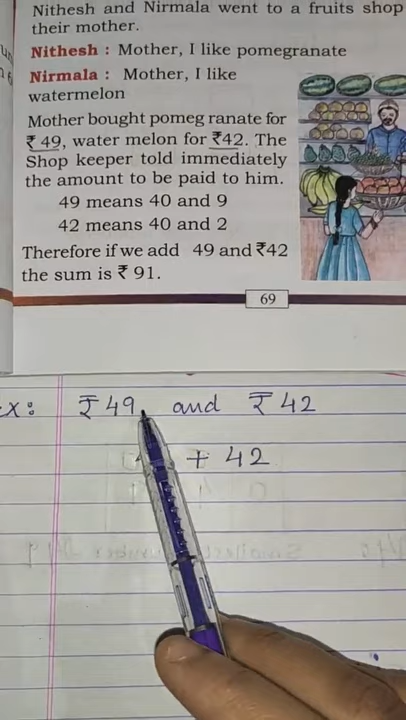 Nithesh and Nirmala went to a fruits shop
their mother.
Nithesh : Mother, I like pomegranate
Nirmala : Mother, I like
watermelon
Mother bought pomeg ranate for
₹ 49, water melon for ₹42. The
Shop keeper told immediately
the amount to be paid to him.
49 means 40 and 9
42 means 40 and 2
Therefore if we add 49 and ₹42
the sum is ₹ 91.
69
x: ₹ 49 and ₹ 42
+ 42